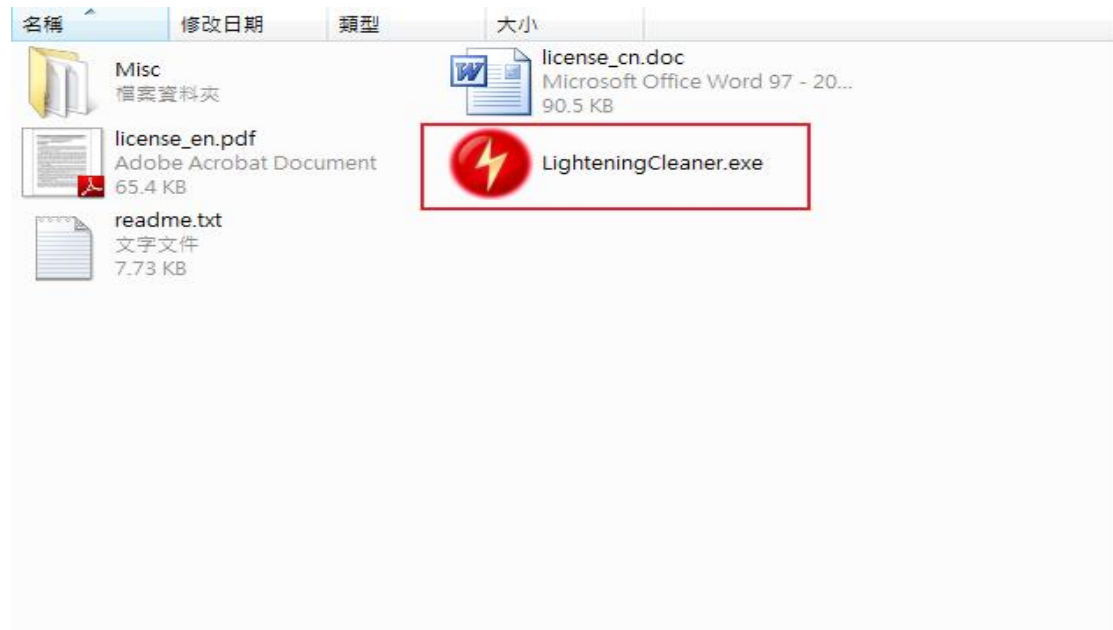 名稱 修改日期 類型 大小
Misc
檔案資料夾
license_cn.doc
Microsoft Office Word 97 - 20...
90.5 KB
license_en.pdf
Adobe Acrobat Document
65.4 KB
LighteningCleaner.exe
readme.txt
文字文件
7.73 KB